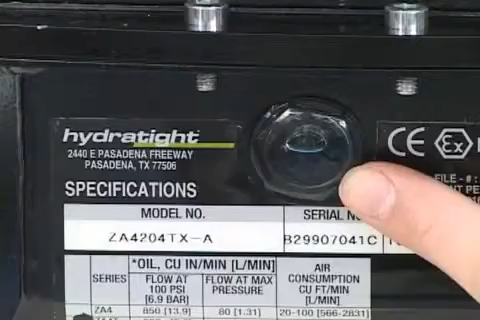 hydratight
2440 E PASADENA FREEWAY
PASADENA, TX 77506
CE Ex
FILE - #:
SPECIFICATIONS
MODEL NO. SERIAL
ZA4204TX-A B29907041C
*OIL, CU IN/MIN [L/MIN]
SERIES
FLOW AT
100 PSI
[6.9 BAR]
FLOW AT MAX
PRESSURE
AIR
CONSUMPTION
CU FT/MIN
[L/MIN]
ZA4 850 [13.9] 80 [1.31] 20-100 [566-2831]